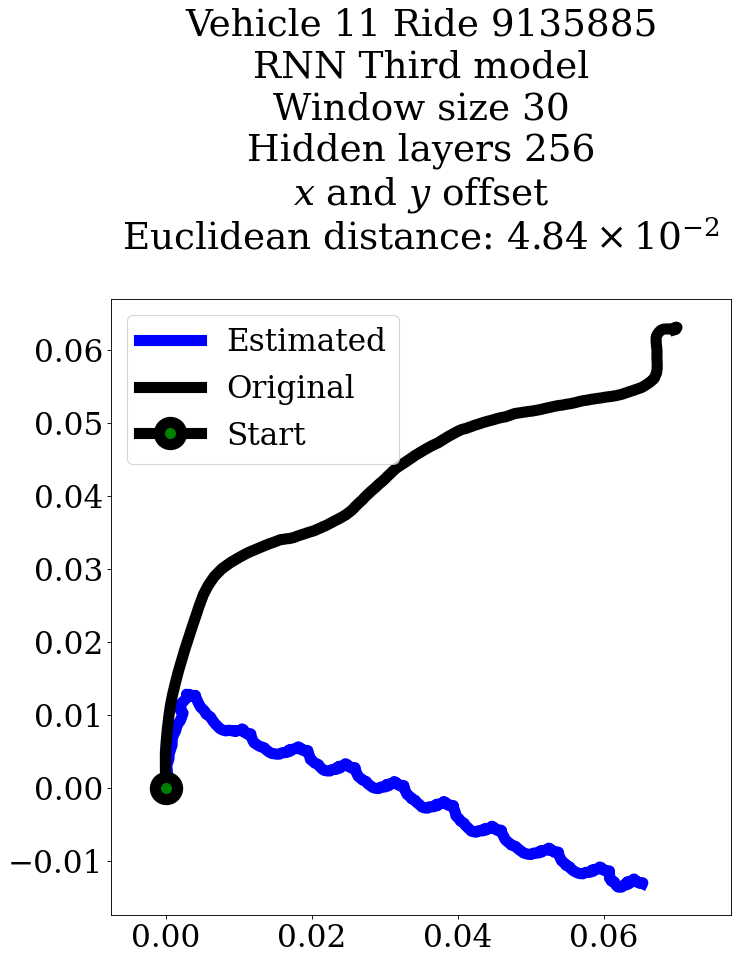 Vehicle 11 Ride 9135885
RNN Third model
Window size 30
Hidden layers 256
x and y offset
Euclidean distance: 4.84 × 10⁻²
Estimated
Original
Start
0.06
0.05
0.04
0.03
0.02
0.01
0.00
−0.01
0.00 0.02 0.04 0.06